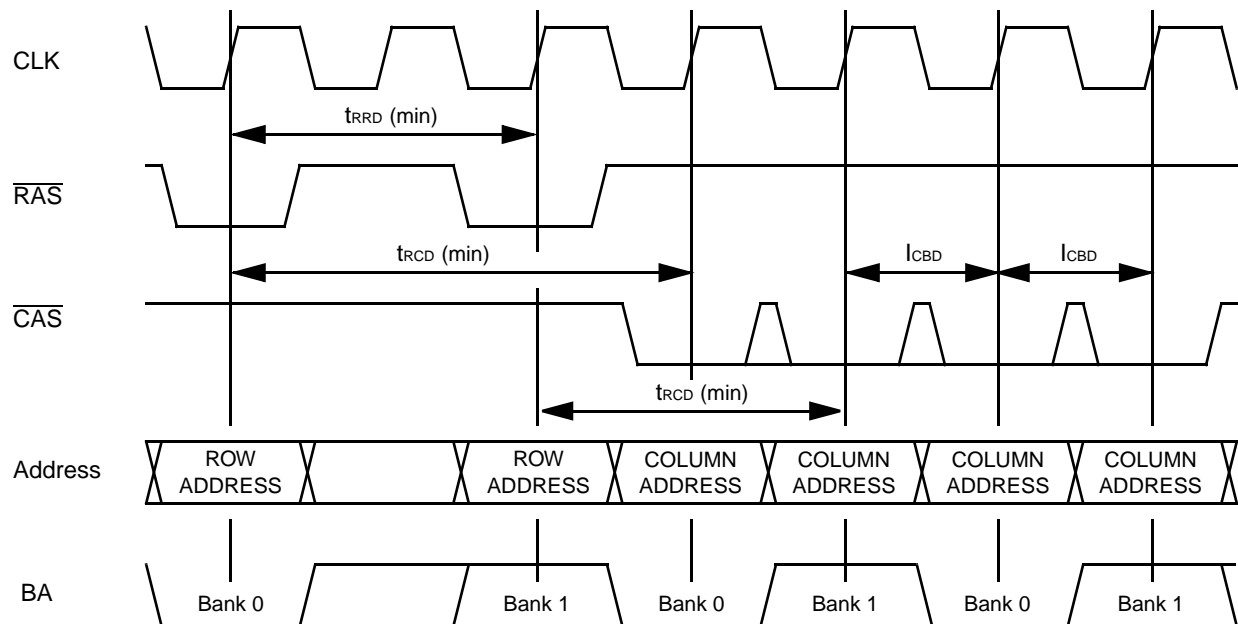 CLK
tRRD (min)
RAS
tRCD (min)
ICBD
ICBD
CAS
tRCD (min)
Address
ROW
ADDRESS
ROW
ADDRESS
COLUMN
ADDRESS
COLUMN
ADDRESS
COLUMN
ADDRESS
COLUMN
ADDRESS
BA
Bank 0
Bank 1
Bank 0
Bank 1
Bank 0
Bank 1